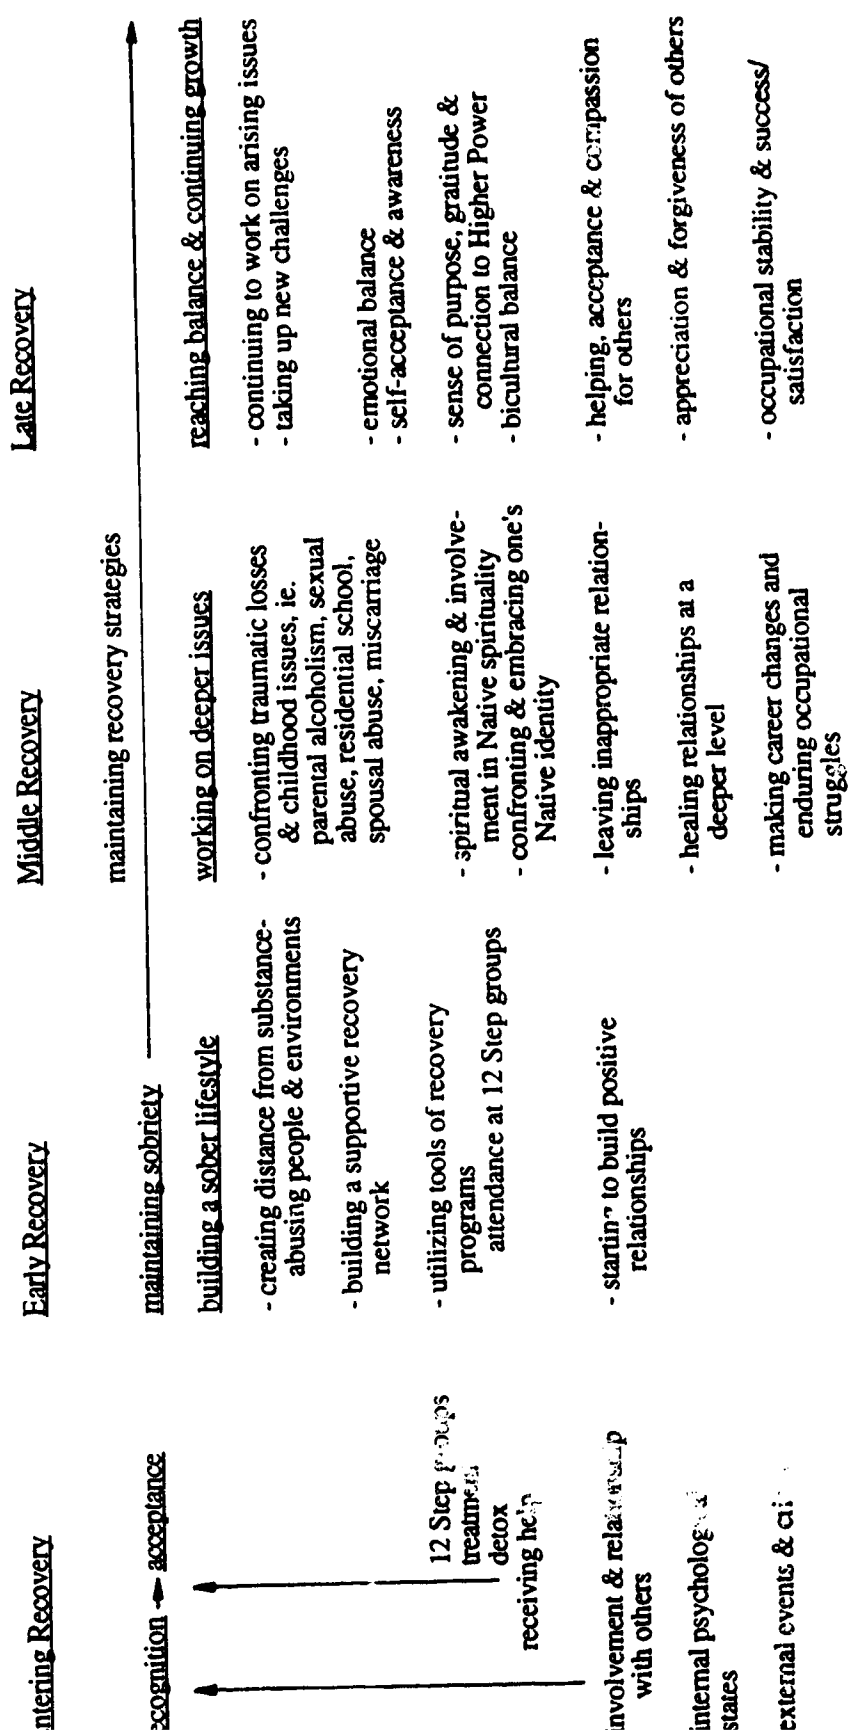 ntering Recovery
ecognition → acceptance
12 Step
detox
receiving
involvement &
with others
internal
states
external events &
Early Recovery
maintaining sobriety
building a sober lifestyle
- creating distance from substance-
abusing people & environments
- building a supportive recovery
network
- utilizing tools of recovery
programs
attendance at 12 Step groups
- to build positive
relationships
Middle Recovery
maintaining recovery strategies
working on deeper issues
- confronting traumatic losses
& childhood issues, ie.
parental alcoholism, sexual
abuse, residential school,
spousal abuse, miscarriage
- spiritual awakening & involve-
ment in Native spirituality
- confronting & embracing one's
Native identity
- leaving inappropriate relation-
ships
- healing relationships at a
deeper level
- making career changes and
enduring occupational
struggles
Late Recovery
reaching balance & continuing growth
- continuing to work on arising issues
- taking up new challenges
- emotional balance
- self-acceptance & awareness
- sense of purpose, gratitude &
connection to Higher Power
- bicultural balance
- helping, acceptance & compassion
for others
- appreciation & forgiveness of others
- occupational stability & success/
satisfaction